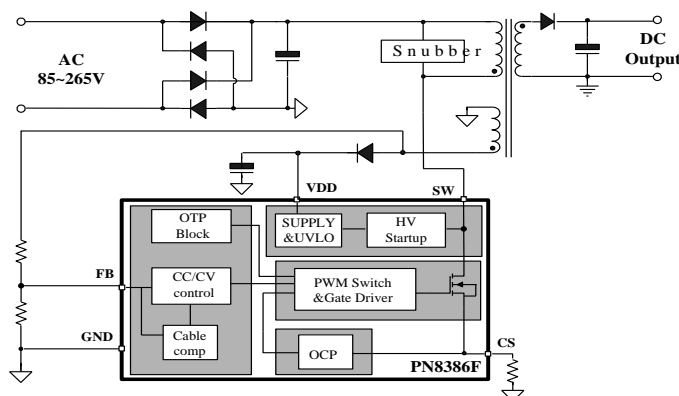 Snubber
DC
Output
AC
85~265V
VDD
SW
OTP
Block
SUPPLY
&UVLO
HV
Startup
FB
CC/CV
control
PWM Switch
&Gate Driver
GND
Cable
comp
OCP
CS
PN8386F